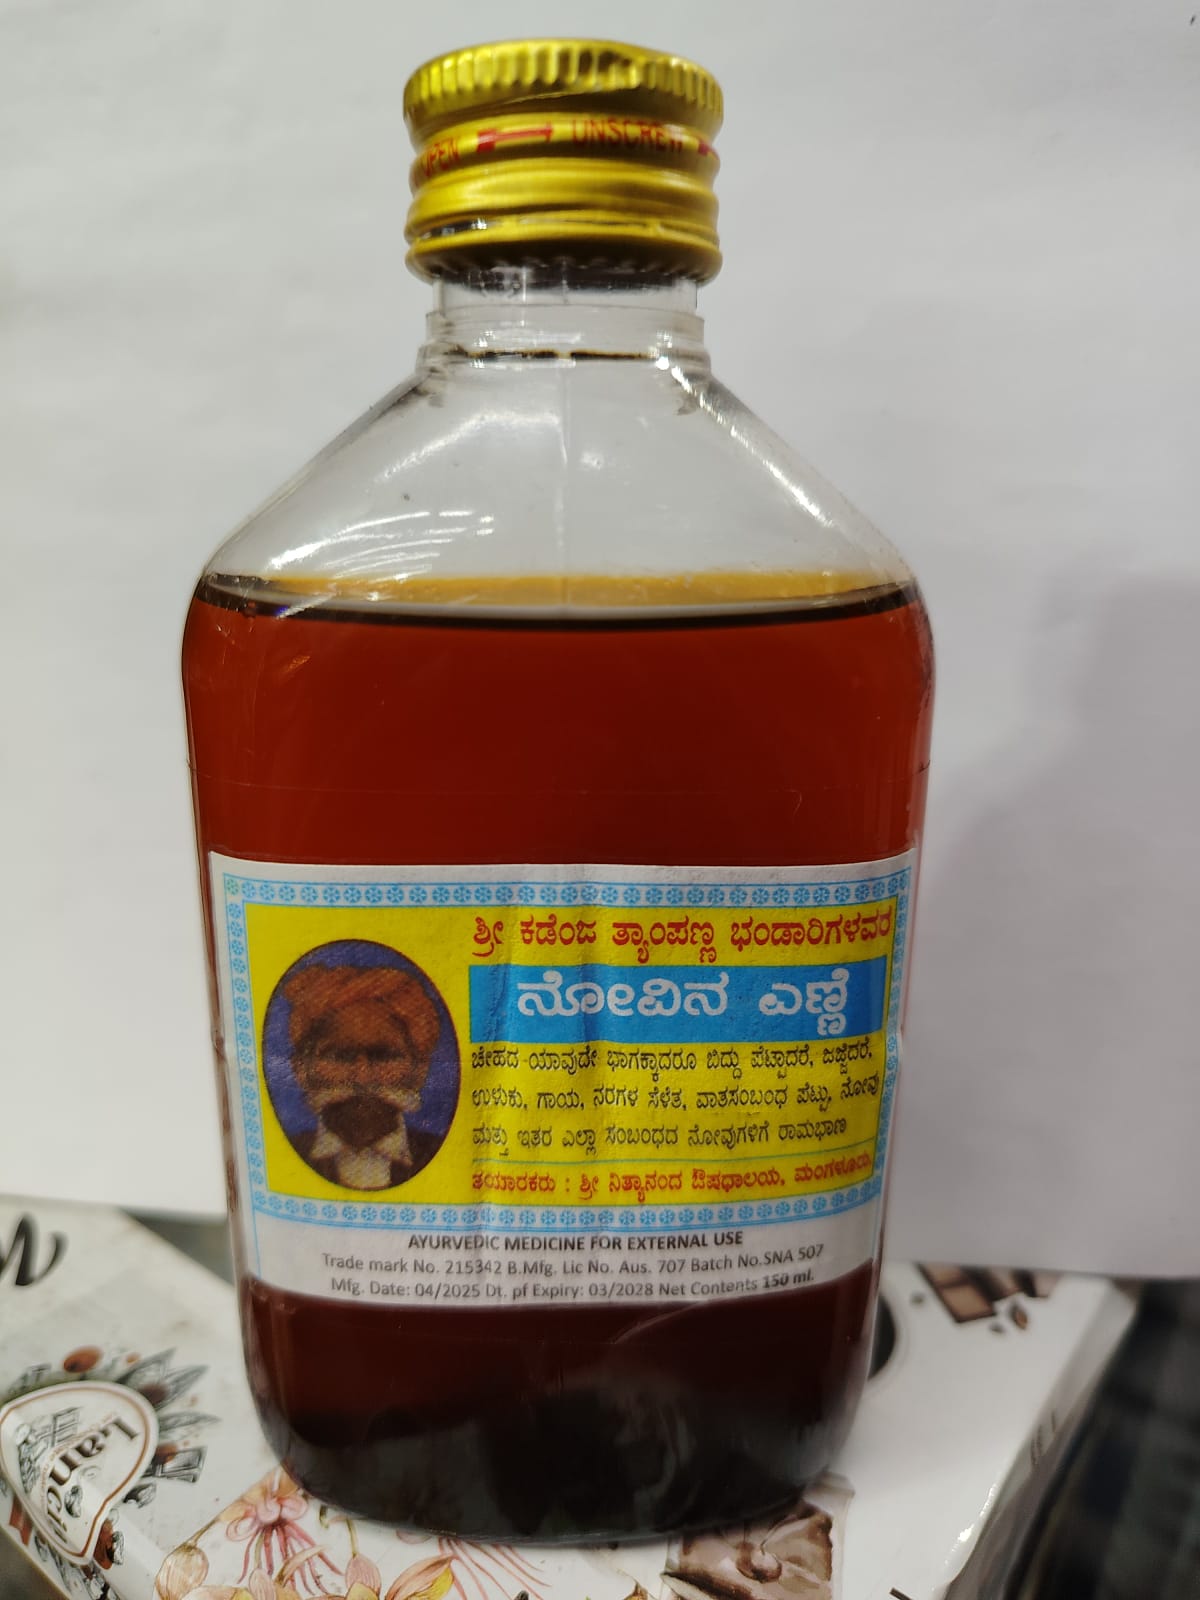 OPEN UNSCREW
ಶ್ರೀ ಕಡೆಂಜ ತ್ಯಾಂಪಣ್ಣ ಭಂಡಾರಿಗಳವರ
ನೋವಿನ ಎಣ್ಣೆ
ದೇಹದ ಯಾವುದೇ ಭಾಗಕ್ಕಾದರೂ ಬಿದ್ದು ಪೆಟ್ಟಾದರೆ, ಜಜ್ಜಿದರೆ,
ಉಳುಕು, ಗಾಯ, ನರಗಳ ಸೆಳೆತ, ವಾತಸಂಬಂಧ ಪೆಟ್ಟು, ನೋವು
ಮತ್ತು ಇತರ ಎಲ್ಲಾ ಸಂಬಂಧದ ನೋವುಗಳಿಗೆ ರಾಮಭಾಣ
ತಯಾರಕರು : ಶ್ರೀ ನಿತ್ಯಾನಂದ ಔಷಧಾಲಯ, ಮಂಗಳೂರು.
AYURVEDIC MEDICINE FOR EXTERNAL USE
Trade mark No. 215342 B.Mfg. Lic No. Aus. 707 Batch No.SNA 507
Mfg. Date: 04/2025 Dt. pf Expiry: 03/2028 Net Contents 150 ml.